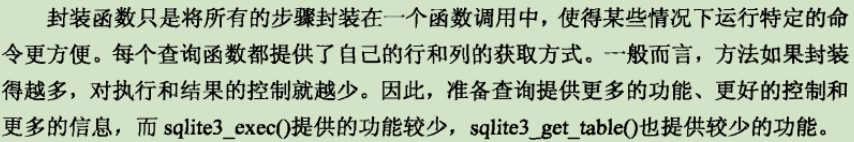 封装函数只是将所有的步骤封装在一个函数调用中，使得某些情况下运行特定的命
令更方便。每个查询函数都提供了自己的行和列的获取方式。一般而言，方法如果封装
得越多，对执行和结果的控制就越少。因此，准备查询提供更多的功能、更好的控制和
更多的信息，而 sqlite3_exec()提供的功能较少，sqlite3_get_table()也提供较少的功能。